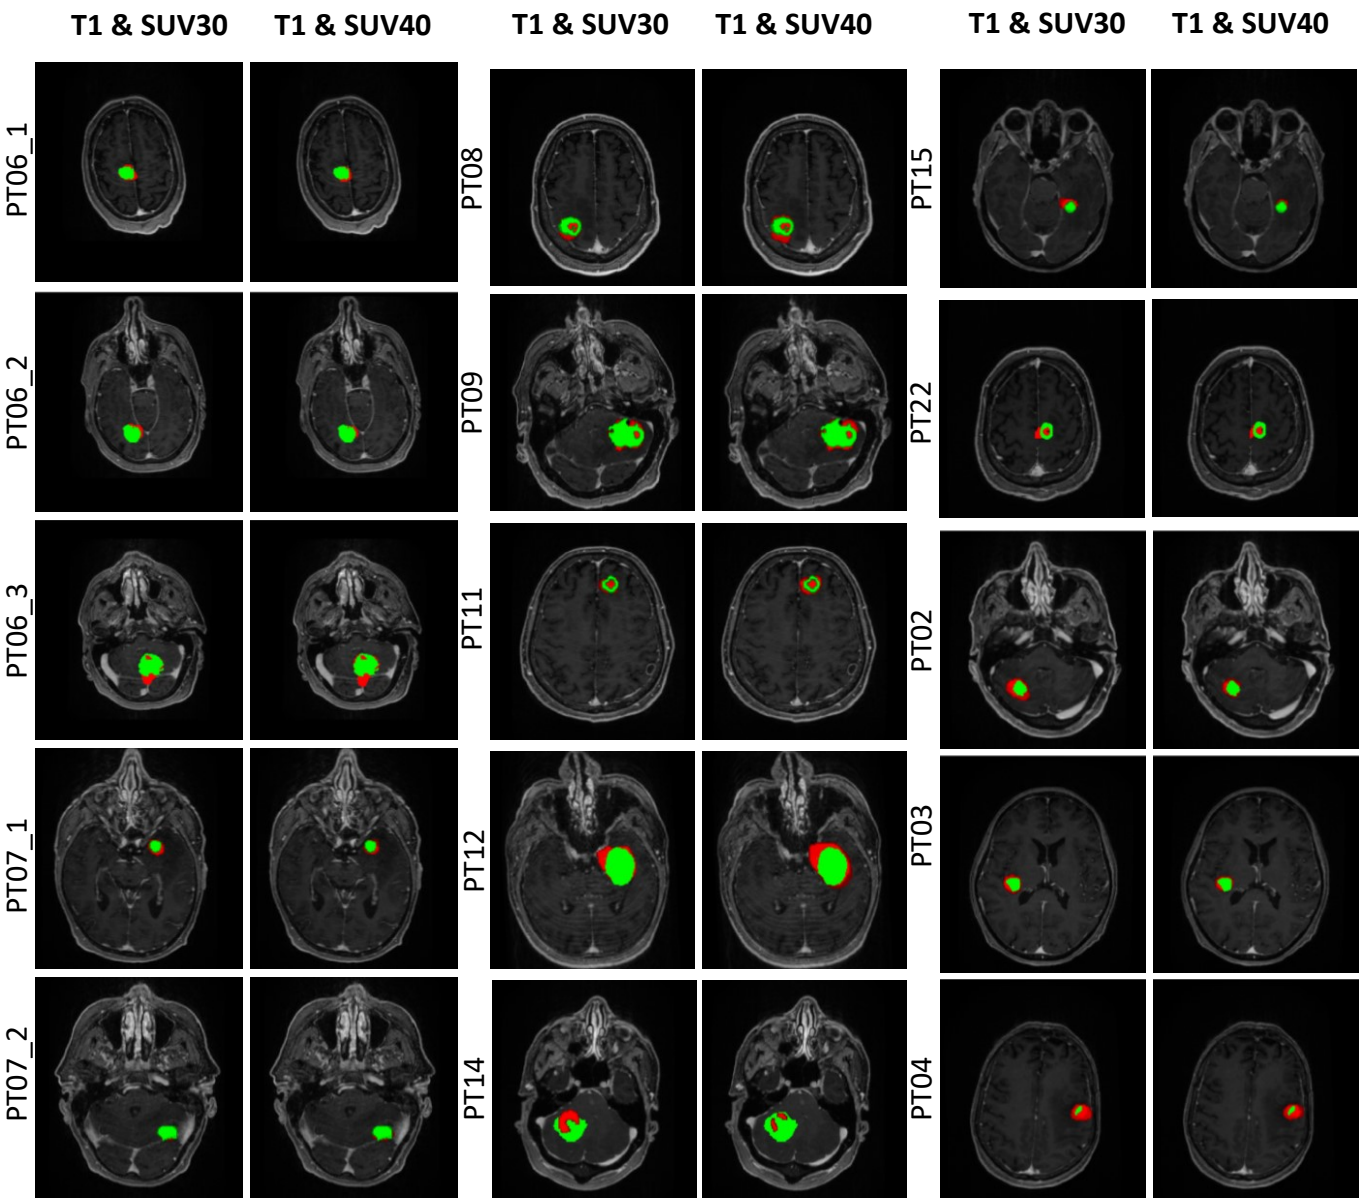 T1 & SUV30 T1 & SUV40 T1 & SUV30 T1 & SUV40 T1 & SUV30 T1 & SUV40
PT06_1
PT08
PT15
PT06_2
PT09
PT22
PT06_3
PT11
PT02
PT07_1
PT12
PT03
PT07_2
PT14
PT04